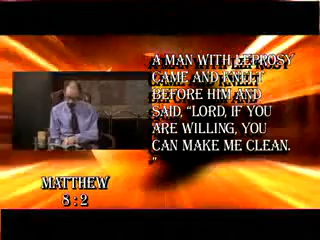 A MAN WITH LEPROSY
CAME AND KNELT
BEFORE HIM AND
SAID, "LORD, IF YOU
ARE WILLING, YOU
CAN MAKE ME CLEAN.
"
MATTHEW
8:2